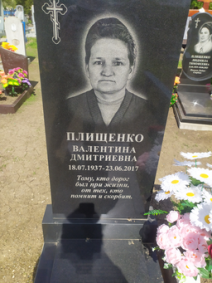 ПЛИЩЕНКО
ВАЛЕНТИНА
ДМИТРИЕВНА
18.07.1937-23.06.2017
Тому, кто дорог
был при жизни,
от тех, кто
помнит и скорбит.